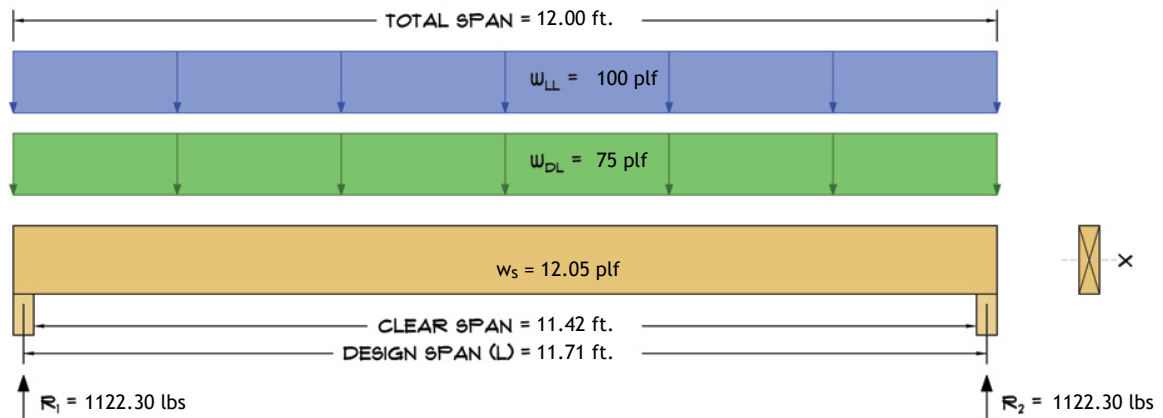 TOTAL SPAN = 12.00 ft.
WLL = 100 plf
WDL = 75 plf
ws = 12.05 plf
X
CLEAR SPAN = 11.42 ft.
DESIGN SPAN (L) = 11.71 ft.
R1 = 1122.30 lbs
R2 = 1122.30 lbs